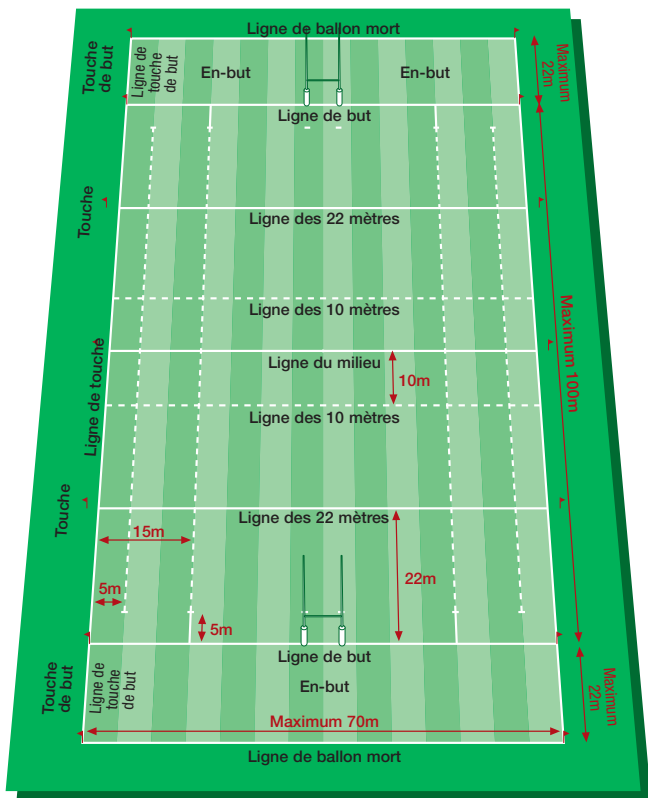 Ligne de ballon mort
Touche
de but
Ligne de
touche
de but
En-but
En-but
Maximum
22m
Ligne de but
Touche
Ligne des 22 mètres
Ligne des 10 mètres
Maximum 100m
Ligne de touche
Ligne du milieu
10m
Ligne des 10 mètres
Touche
Ligne des 22 mètres
15m
22m
5m
5m
Ligne de but
Touche
de but
Ligne de
touche
de but
En-but
Maximum
22m
Maximum 70m
Ligne de ballon mort